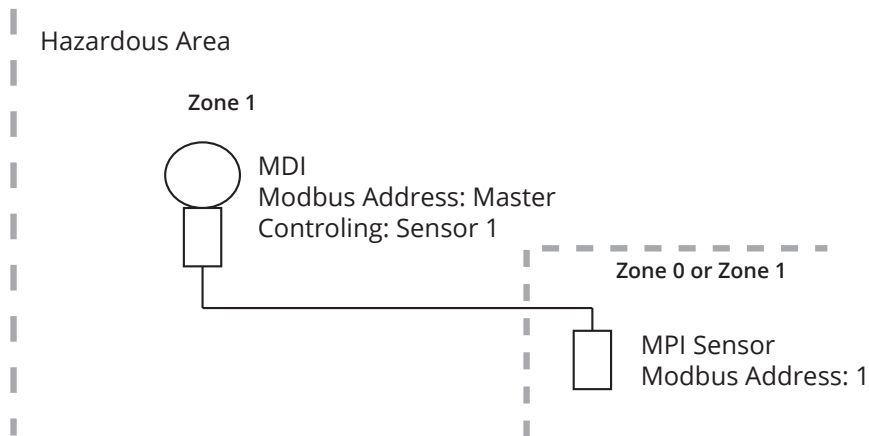 Hazardous Area
Zone 1
MDI
Modbus Address: Master
Controling: Sensor 1
Zone 0 or Zone 1
MPI Sensor
Modbus Address: 1